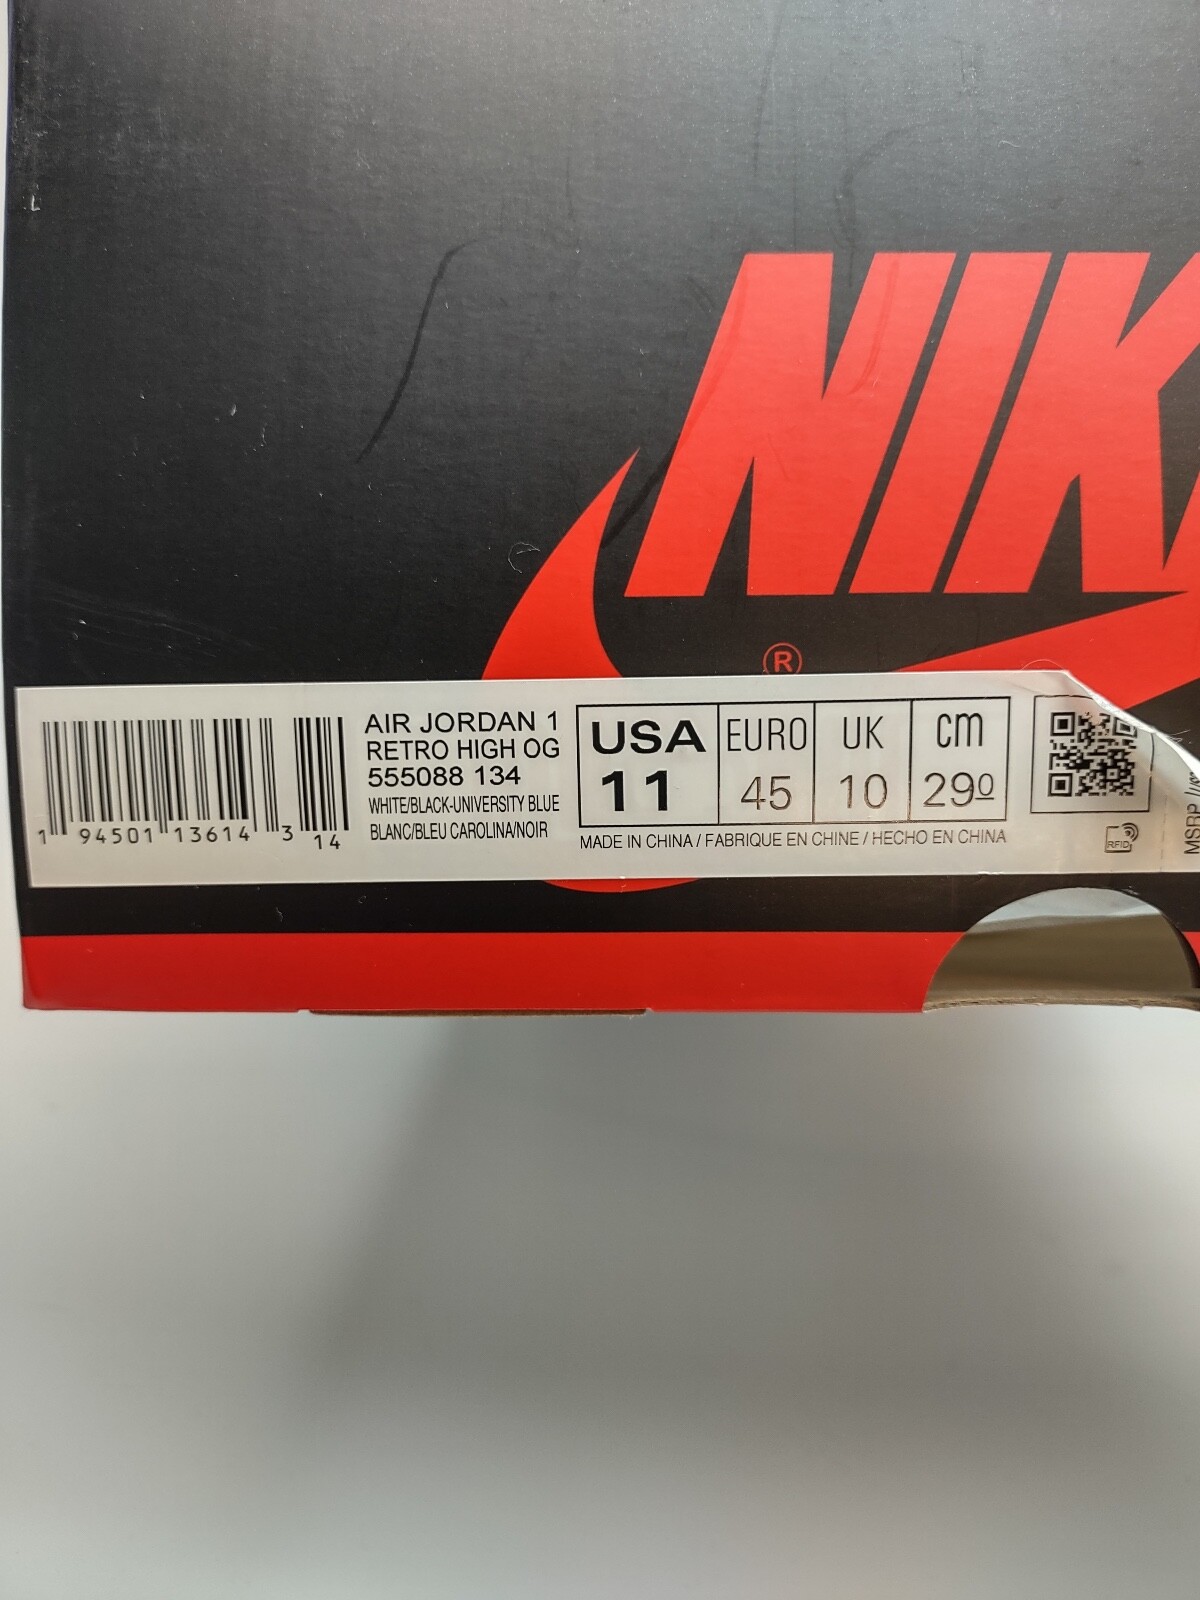 NIK
®
AIR JORDAN 1
RETRO HIGH OG
555088 134
WHITE/BLACK-UNIVERSITY BLUE
BLANC/BLEU CAROLINA/NOIR
1 94501 13614 3 14
USA EURO UK cm
11 45 10 290
MADE IN CHINA / FABRIQUE EN CHINE / HECHO EN CHINA
RFID
MSRP